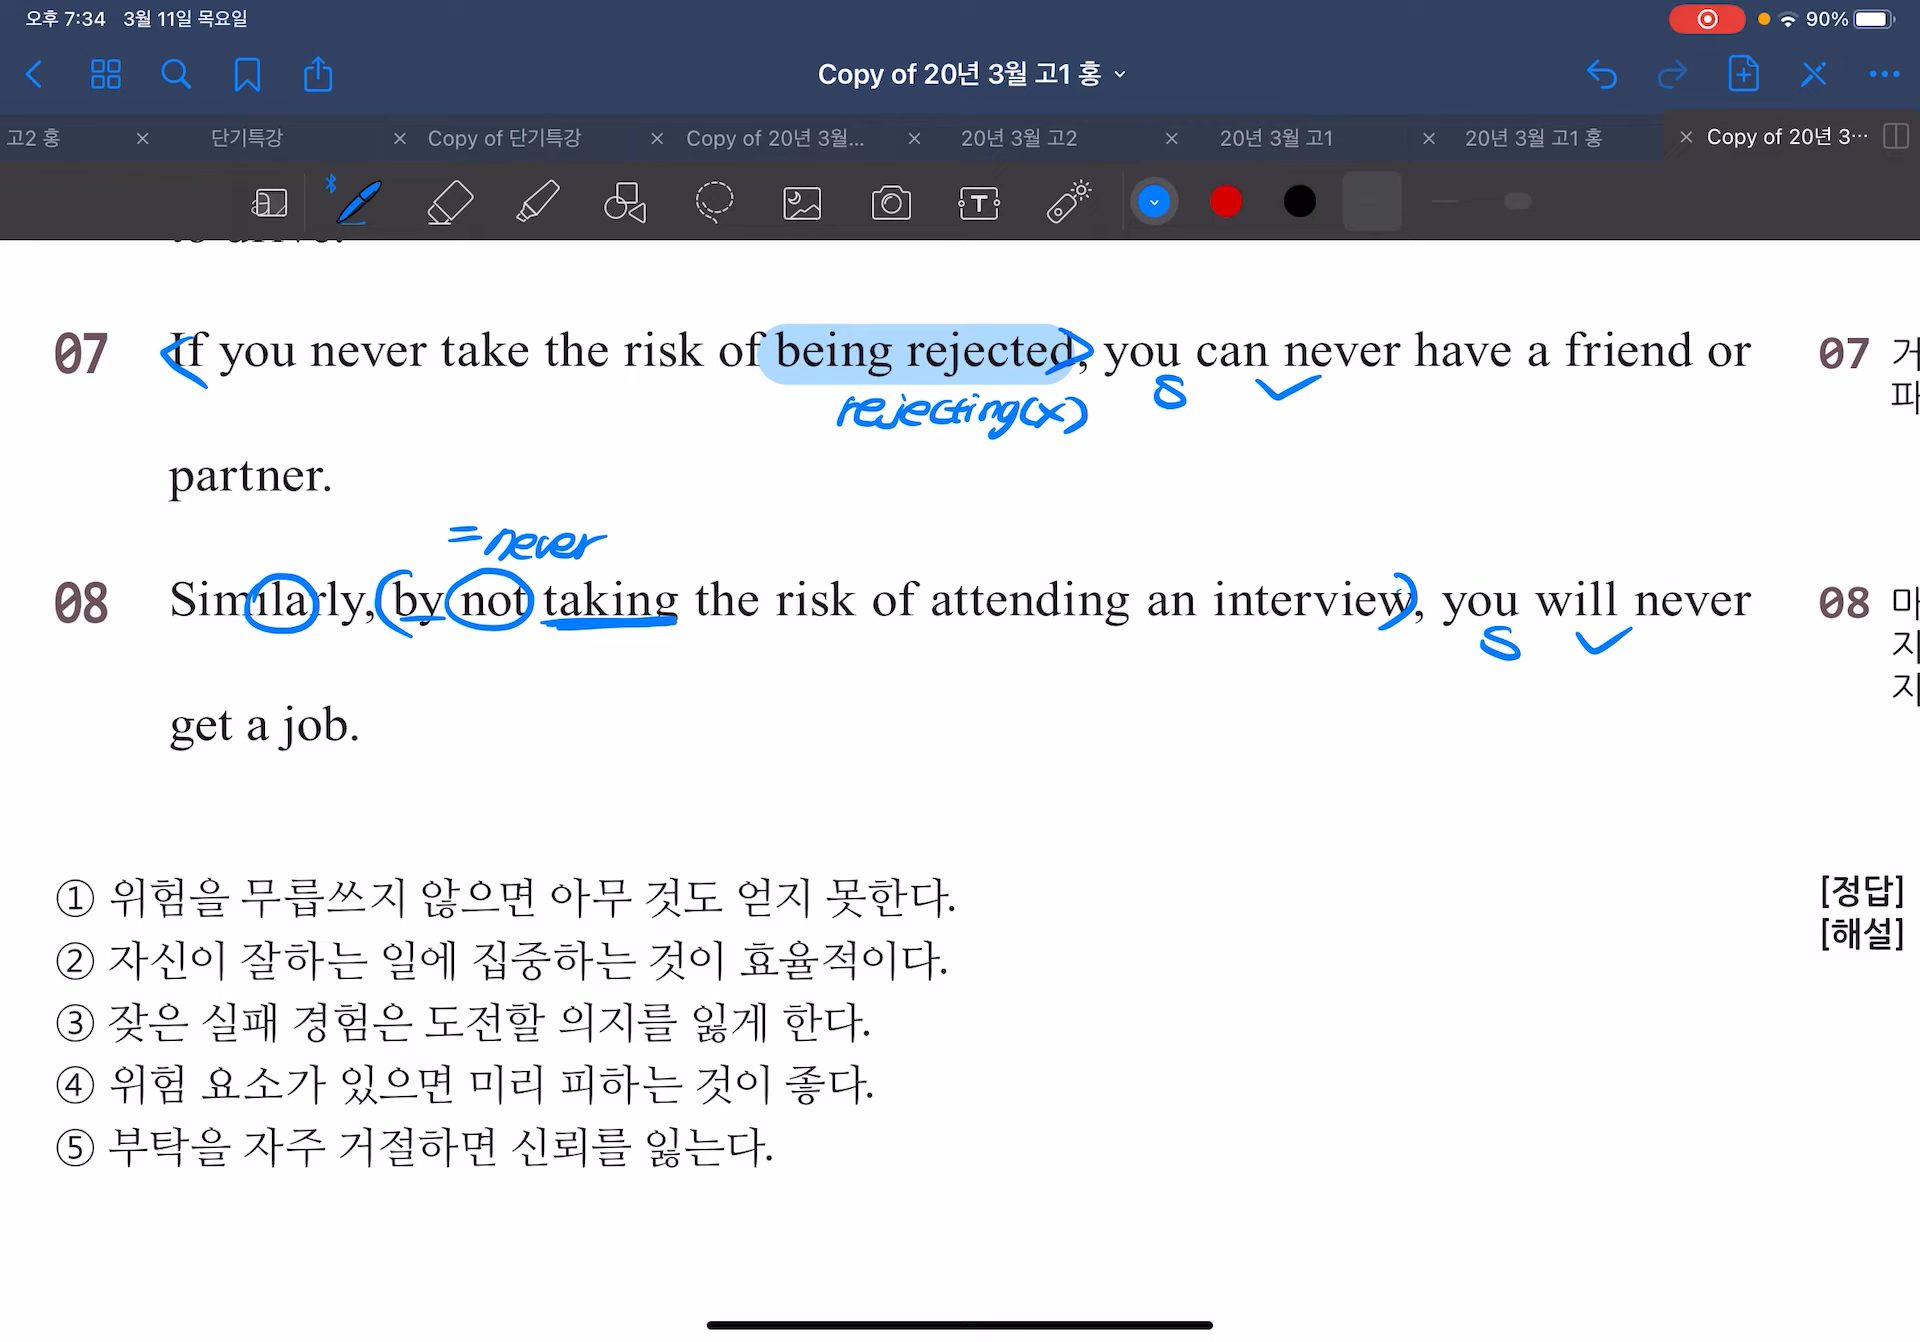 오후 7:34 3월 11일 목요일 90%
Copy of 20년 3월 고1 홍
고2 홍 단기특강 Copy of 단기특강 Copy of 20년 3월... 20년 3월 고2 20년 3월 고1 20년 3월 고1 홍 Copy of 20년 3...
T
to drive.
07 If you never take the risk of being rejected, you can never have a friend or 07 거
파
s
rejecting(x)
partner.
=never
08 Similarly, (by not taking the risk of attending an interview), you will never 08 마
s
지
지
get a job.
① 위험을 무릅쓰지 않으면 아무 것도 얻지 못한다. [정답]
[해설]
② 자신이 잘하는 일에 집중하는 것이 효율적이다.
③ 잦은 실패 경험은 도전할 의지를 잃게 한다.
④ 위험 요소가 있으면 미리 피하는 것이 좋다.
⑤ 부탁을 자주 거절하면 신뢰를 잃는다.